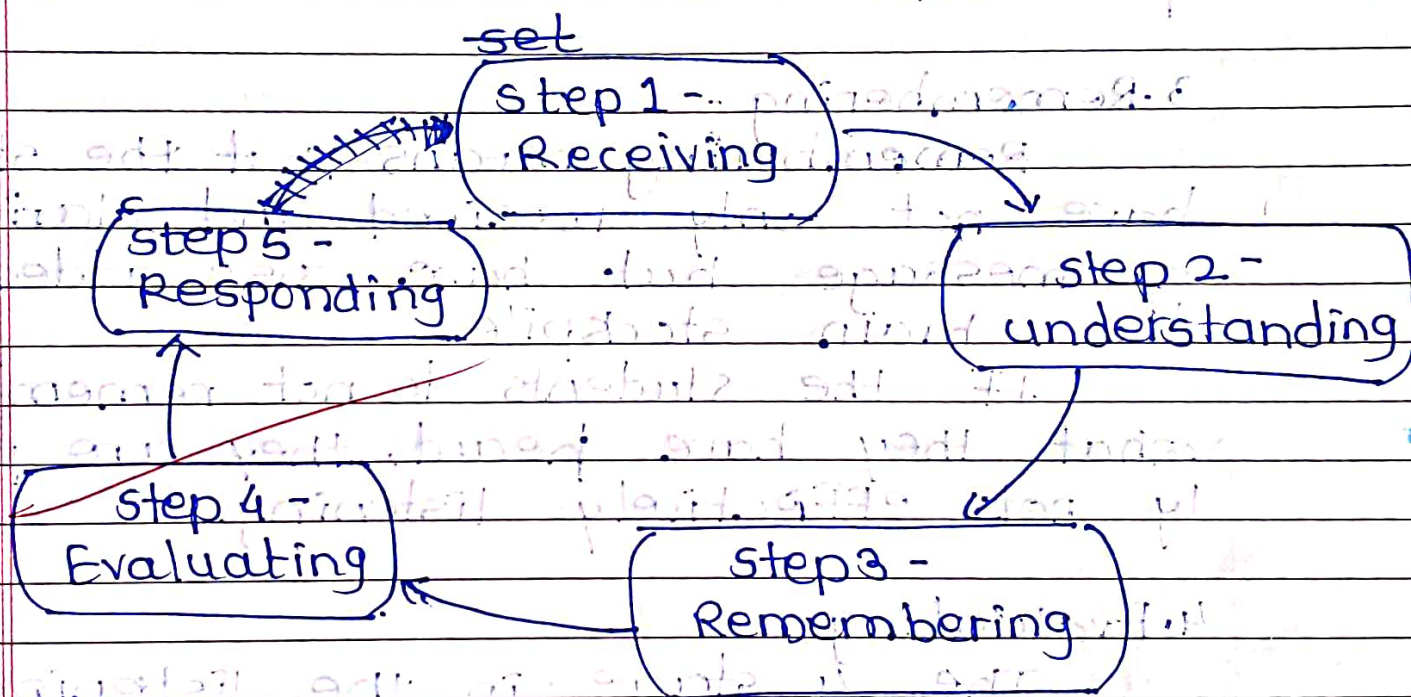 set
step 1 -
Receiving
step 2 -
understanding
step 3 -
Remembering
step 4 -
Evaluating
step 5 -
Responding